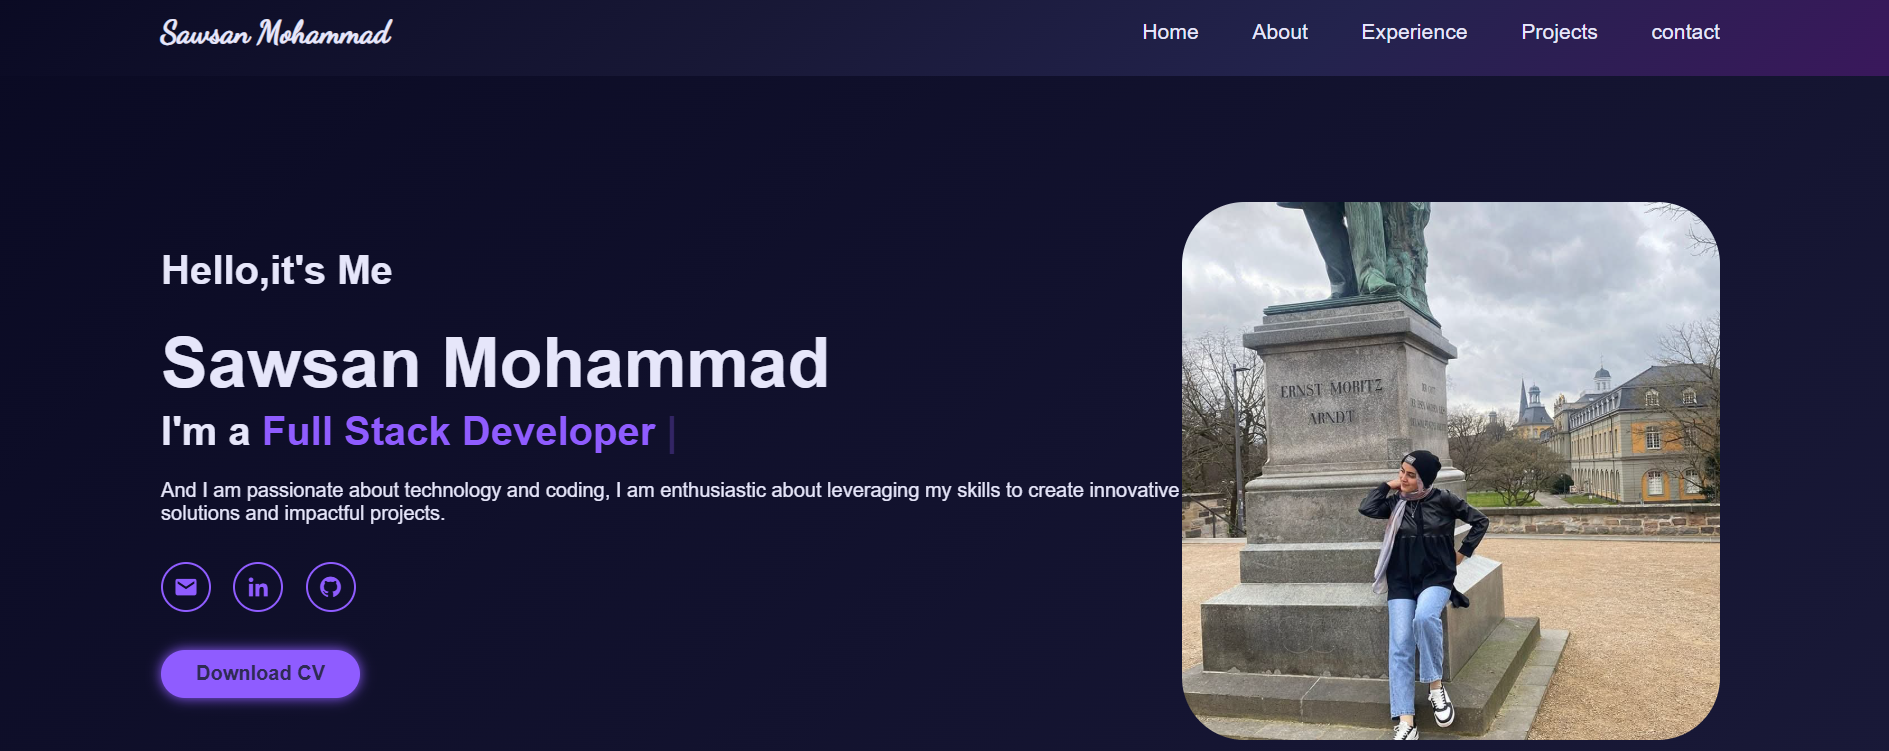 Sawsan Mohammad
Home About Experience Projects contact
Hello,it's Me
Sawsan Mohammad
I'm a Full Stack Developer |
And I am passionate about technology and coding, I am enthusiastic about leveraging my skills to create innovative
solutions and impactful projects.
in
Download CV
ERNST MORITZ
ARNDT